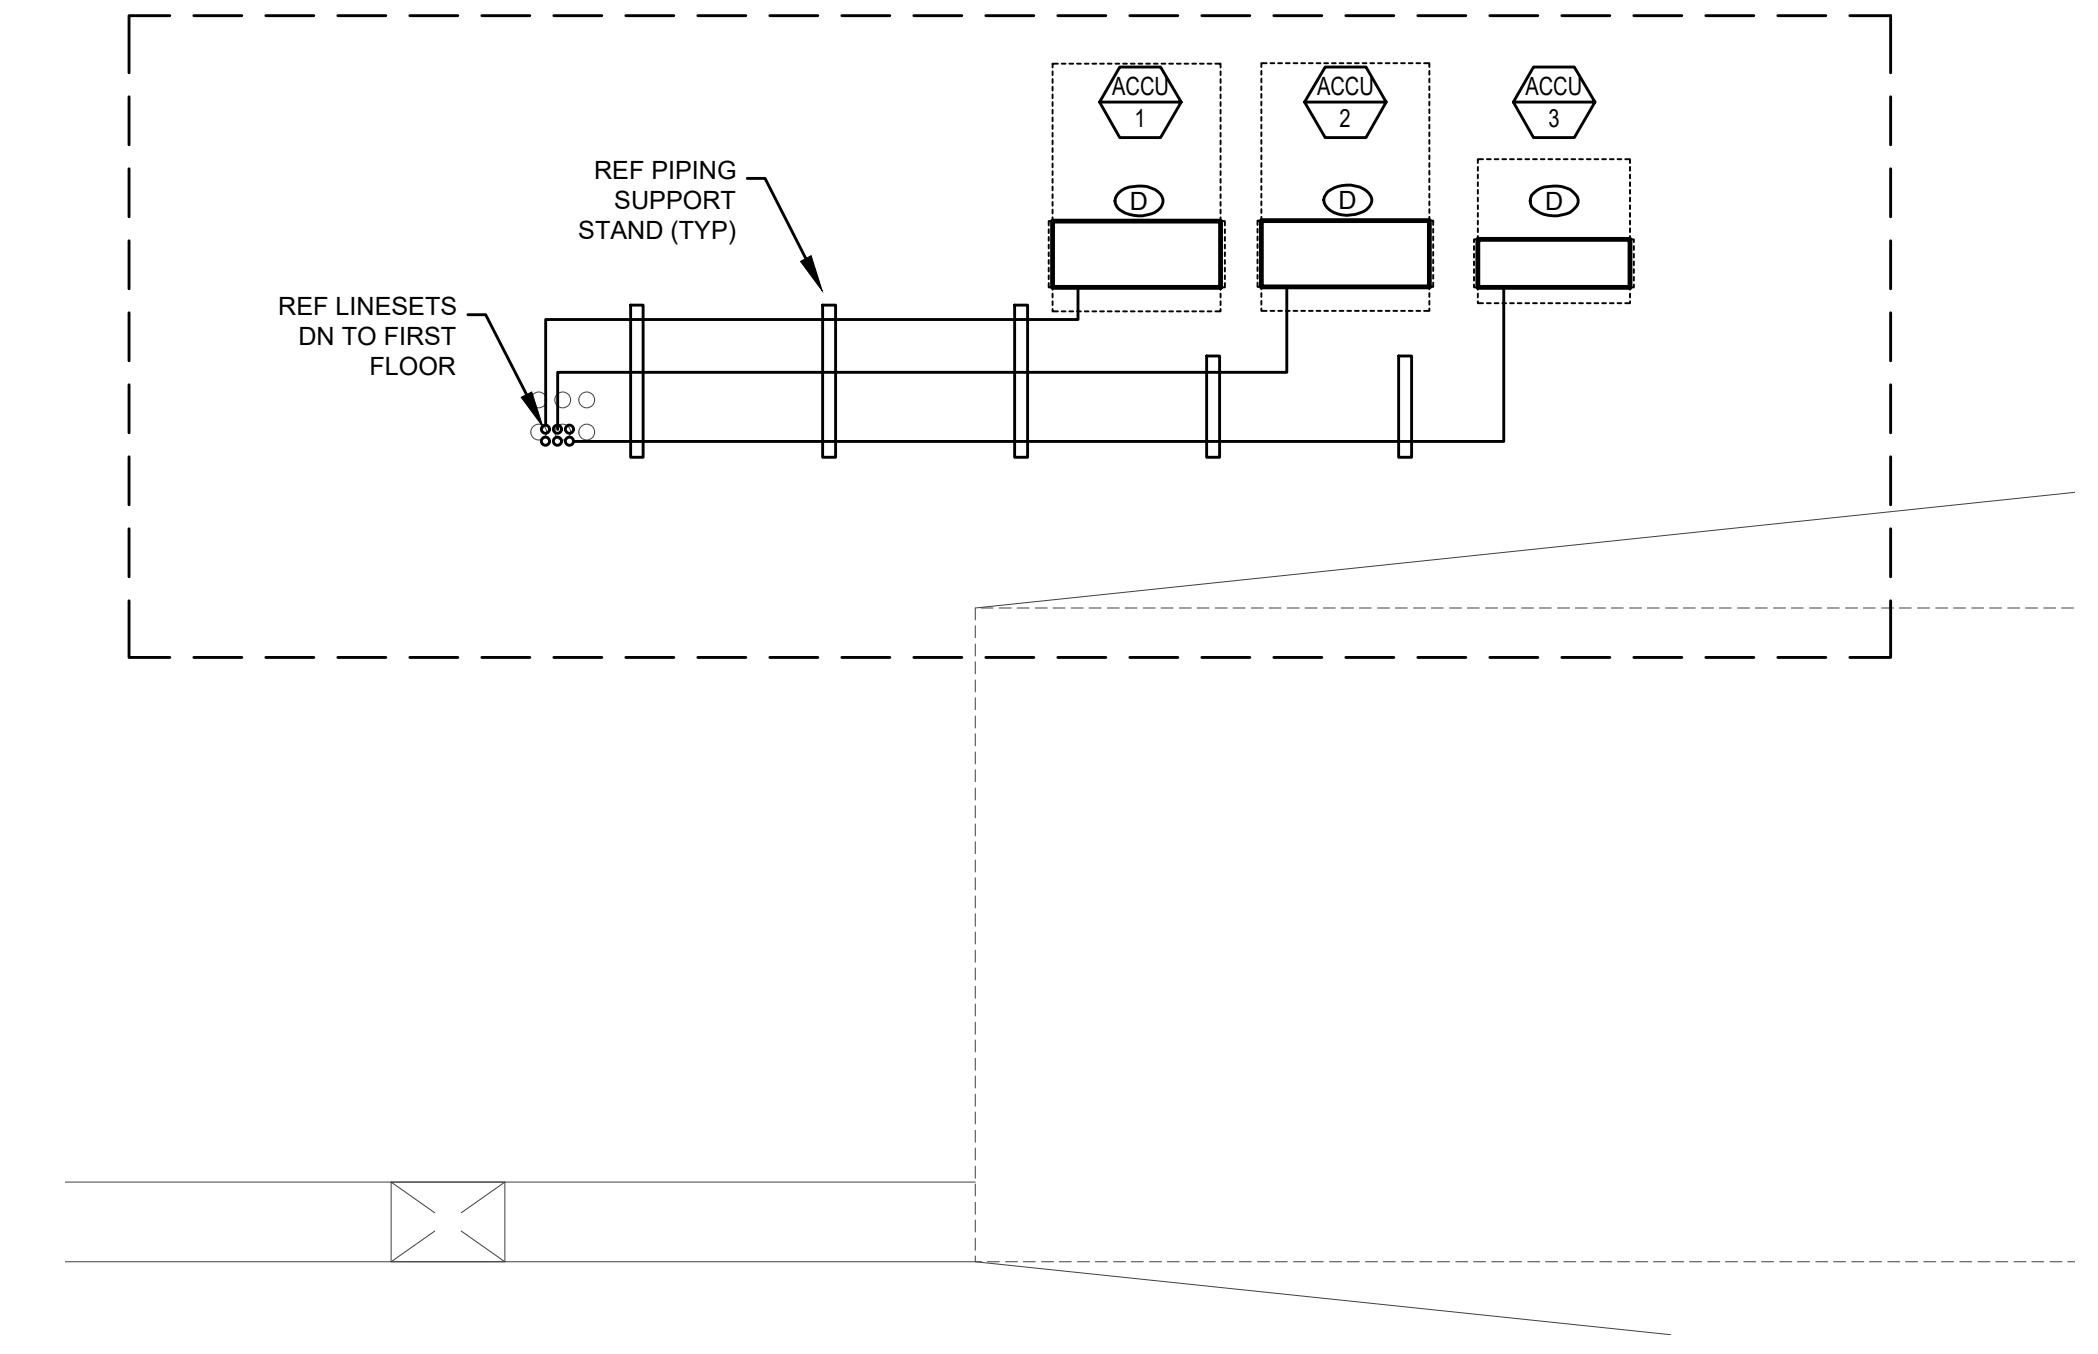 ACCU
1
ACCU
2
ACCU
3
REF PIPING
SUPPORT
STAND (TYP)
D
D
D
REF LINESETS
DN TO FIRST
FLOOR